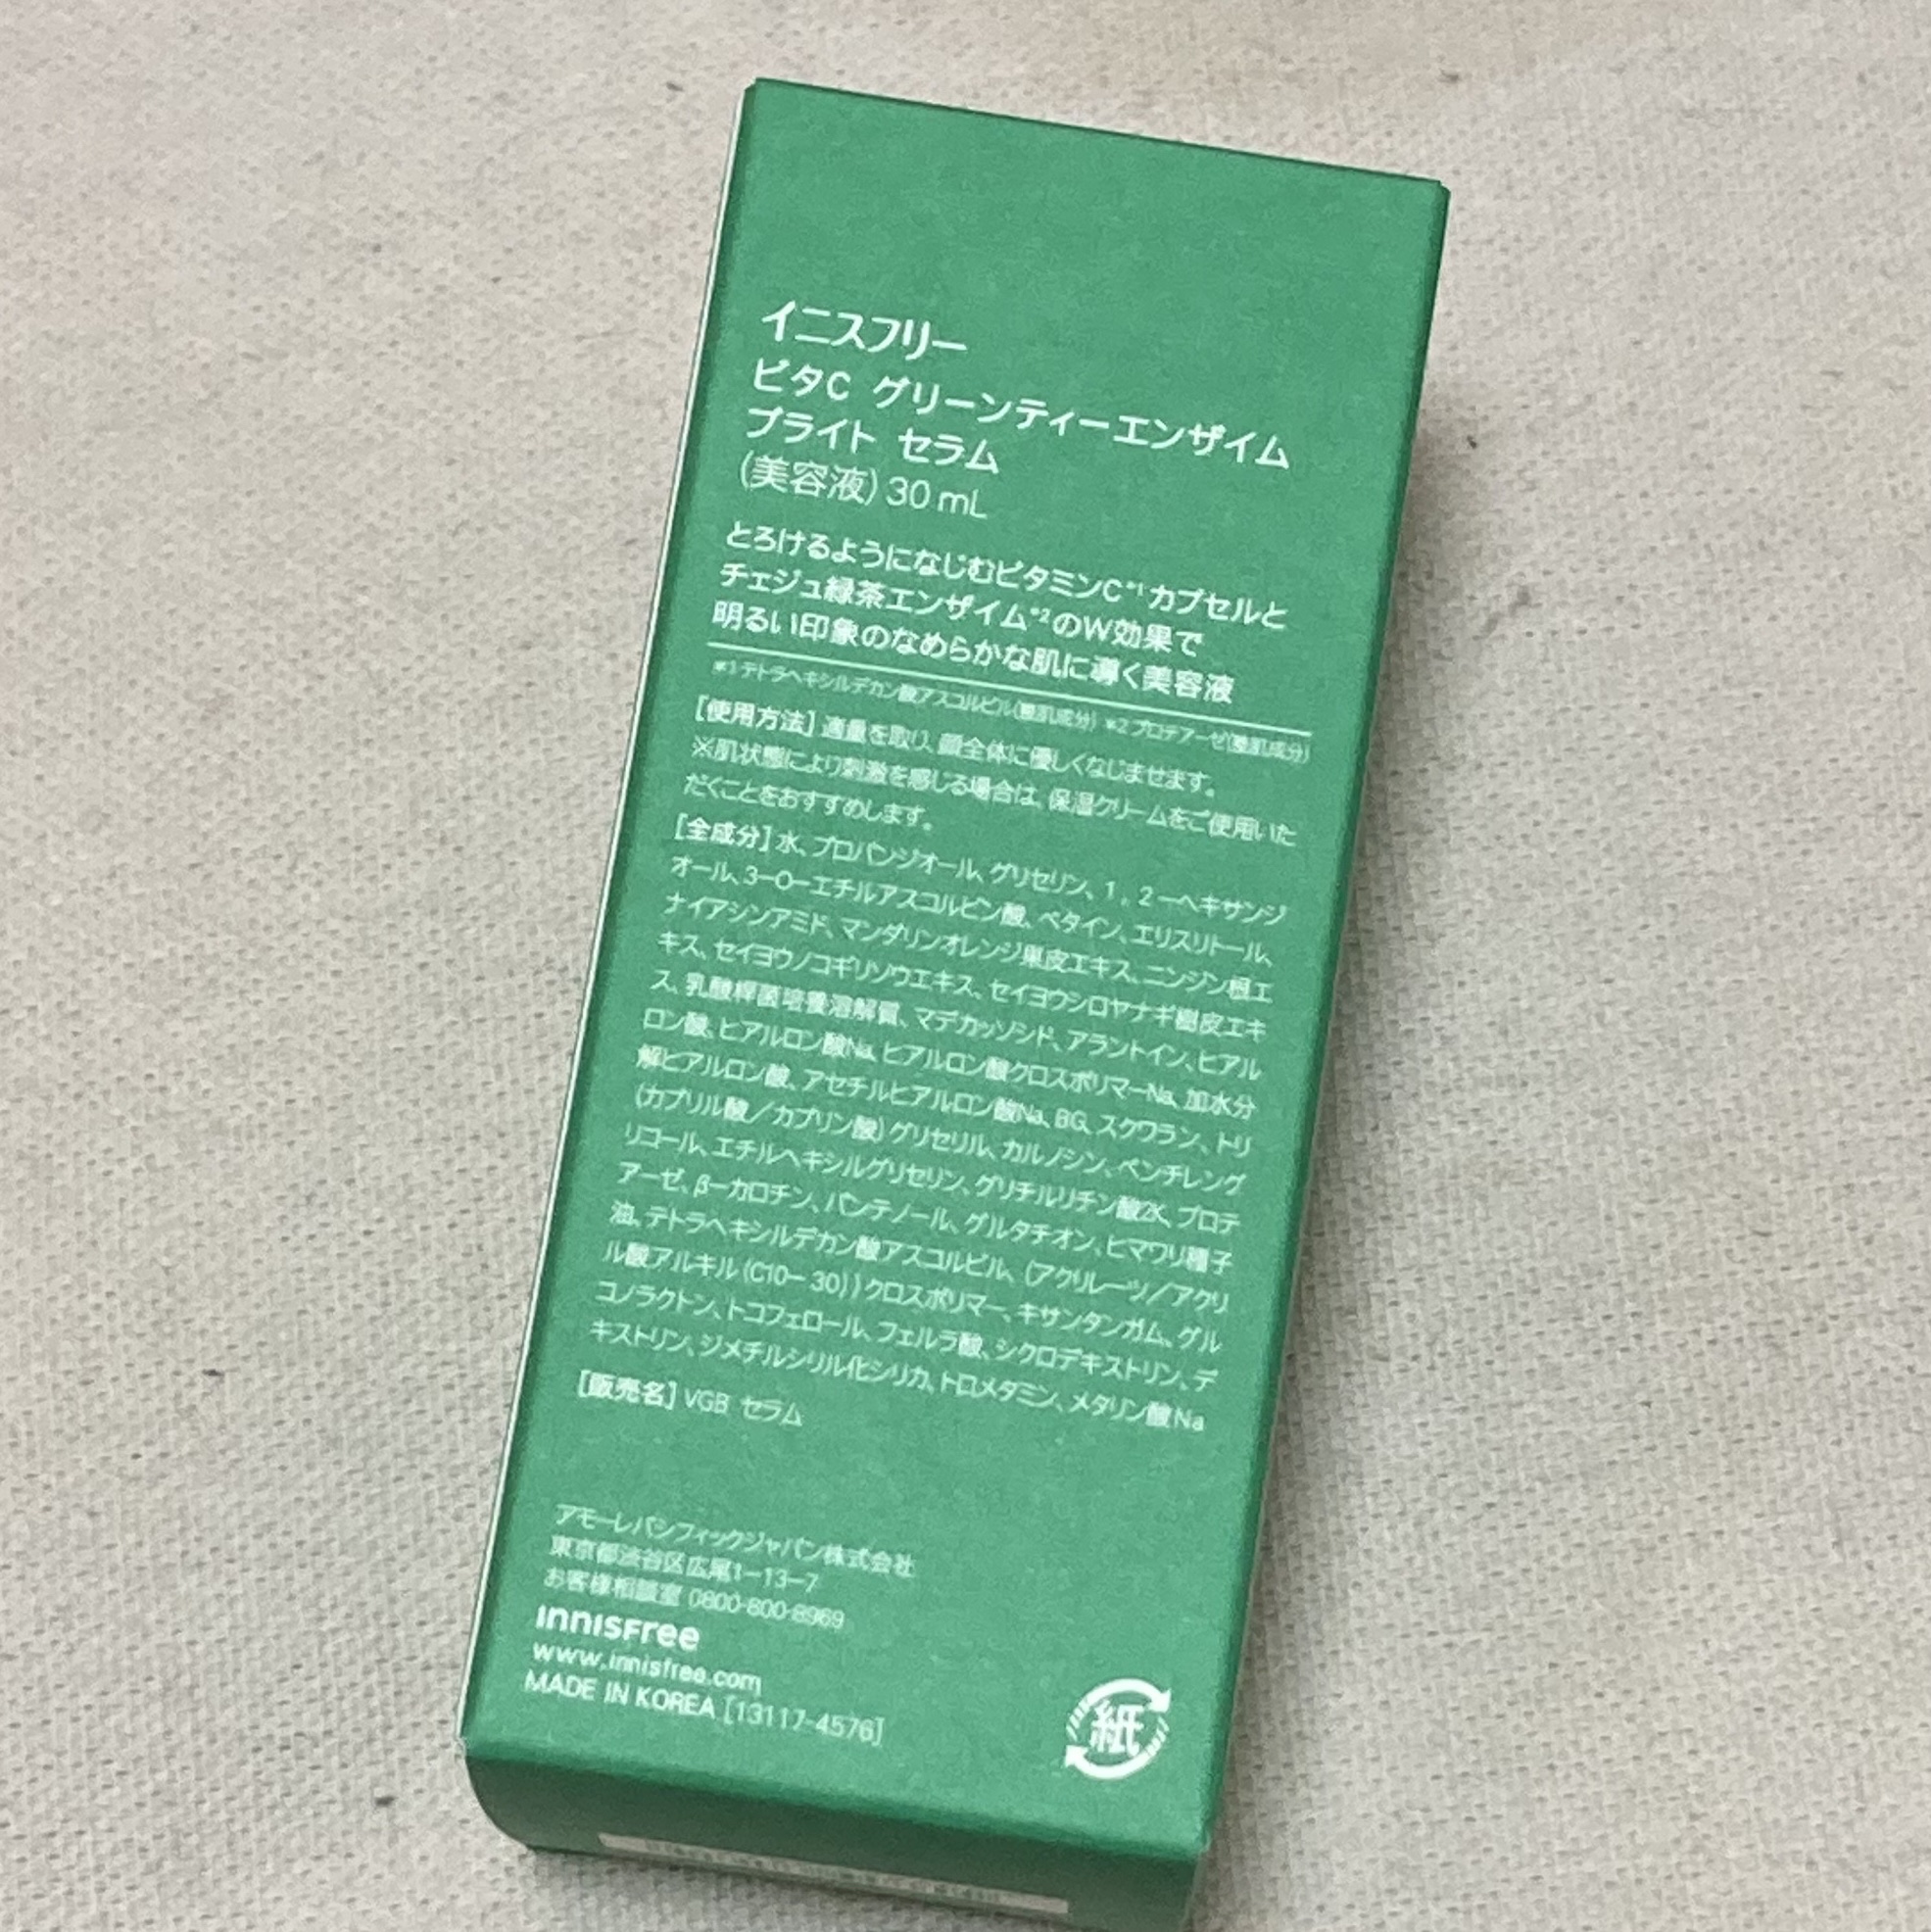 イニスフリー
ビタC グリーンティーエンザイム
ブライト セラム
(美容液) 30 mL
とろけるようになじむビタミンC*1カプセルと
チェジュ緑茶エンザイム*2のW効果で
明るい印象のなめらかな肌に導く美容液
*1 テトラヘキシルデカン酸アスコルビル(整肌成分) *2 プロテアーゼ(整肌成分)
[使用方法] 適量を取り、顔全体に優しくなじませます。
※肌状態により刺激を感じる場合は、保湿クリームをご使用いた
だくことをおすすめします。
[全成分] 水、プロパンジオール、グリセリン、1，2－ヘキサンジ
オール、3-O-エチルアスコルビン酸、ベタイン、エリスリトール、
ナイアシンアミド、マンダリンオレンジ果皮エキス、ニンジン根エ
キス、セイヨウノコギリソウエキス、セイヨウシロヤナギ樹皮エキ
ス、乳酸桿菌培養溶解質、マデカッソシド、アラントイン、ヒアル
ロン酸、ヒアルロン酸Na、ヒアルロン酸クロスポリマーNa、加水分
解ヒアルロン酸、アセチルヒアルロン酸Na、BG、スクワラン、トリ
(カプリル酸／カプリン酸) グリセリル、カルノシン、ペンチレング
リコール、エチルヘキシルグリセリン、グリチルリチン酸2K、プロテ
アーゼ、β-カロチン、パンテノール、グルタチオン、ヒマワリ種子
油、テトラヘキシルデカン酸アスコルビル、(アクリレーツ／アクリ
ル酸アルキル (C10-30)) クロスポリマー、キサンタンガム、グル
コノラクトン、トコフェロール、フェルラ酸、シクロデキストリン、デ
キストリン、ジメチルシリル化シリカ、トロメタミン、メタリン酸Na
[販売名] VGB セラム
アモーレパシフィックジャパン株式会社
東京都渋谷区広尾1-13-7
お客様相談室 0800-800-8969
innisfree
www.innisfree.com
MADE IN KOREA [13117-4576]
紙